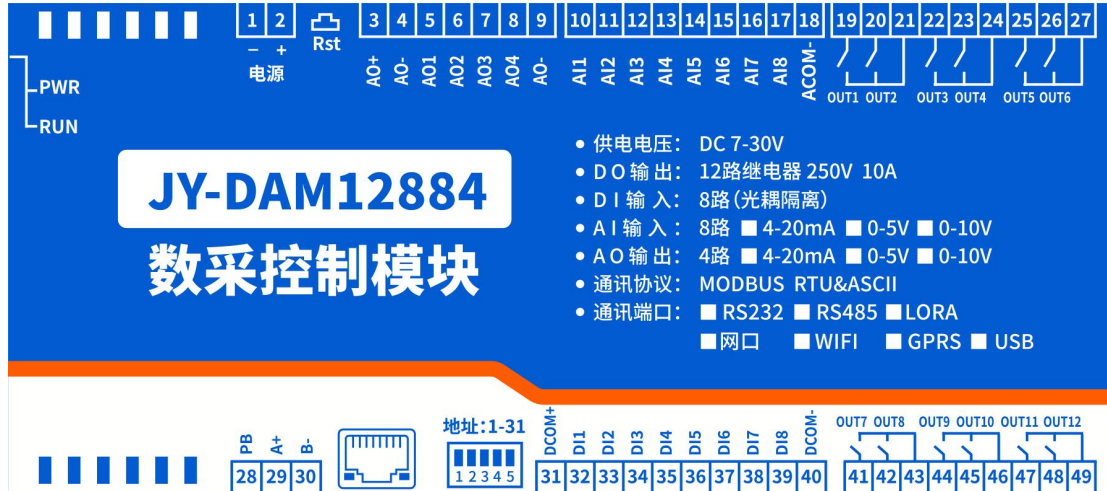 1 2 3 4 5 6 7 8 9 10 11 12 13 14 15 16 17 18 19 20 21 22 23 24 25 26 27
− + Rst
电源
AO+ AO- AO1 AO2 AO3 AO4 AO- AI1 AI2 AI3 AI4 AI5 AI6 AI7 AI8 ACOM-
OUT1 OUT2 OUT3 OUT4 OUT5 OUT6
PWR
RUN
JY-DAM12884
数采控制模块
• 供电电压： DC 7-30V
• DO输出： 12路继电器 250V 10A
• DI输入： 8路(光耦隔离)
• AI输入： 8路 ■ 4-20mA ■ 0-5V ■ 0-10V
• AO输出： 4路 ■ 4-20mA ■ 0-5V ■ 0-10V
• 通讯协议： MODBUS RTU&ASCII
• 通讯端口： ■ RS232 ■ RS485 ■LORA
■网口 ■WIFI ■ GPRS ■ USB
PB A+ B-
地址:1-31
DCOM+ DI1 DI2 DI3 DI4 DI5 DI6 DI7 DI8 DCOM-
OUT7 OUT8 OUT9 OUT10 OUT11 OUT12
28 29 30
1 2 3 4 5
31 32 33 34 35 36 37 38 39 40 41 42 43 44 45 46 47 48 49